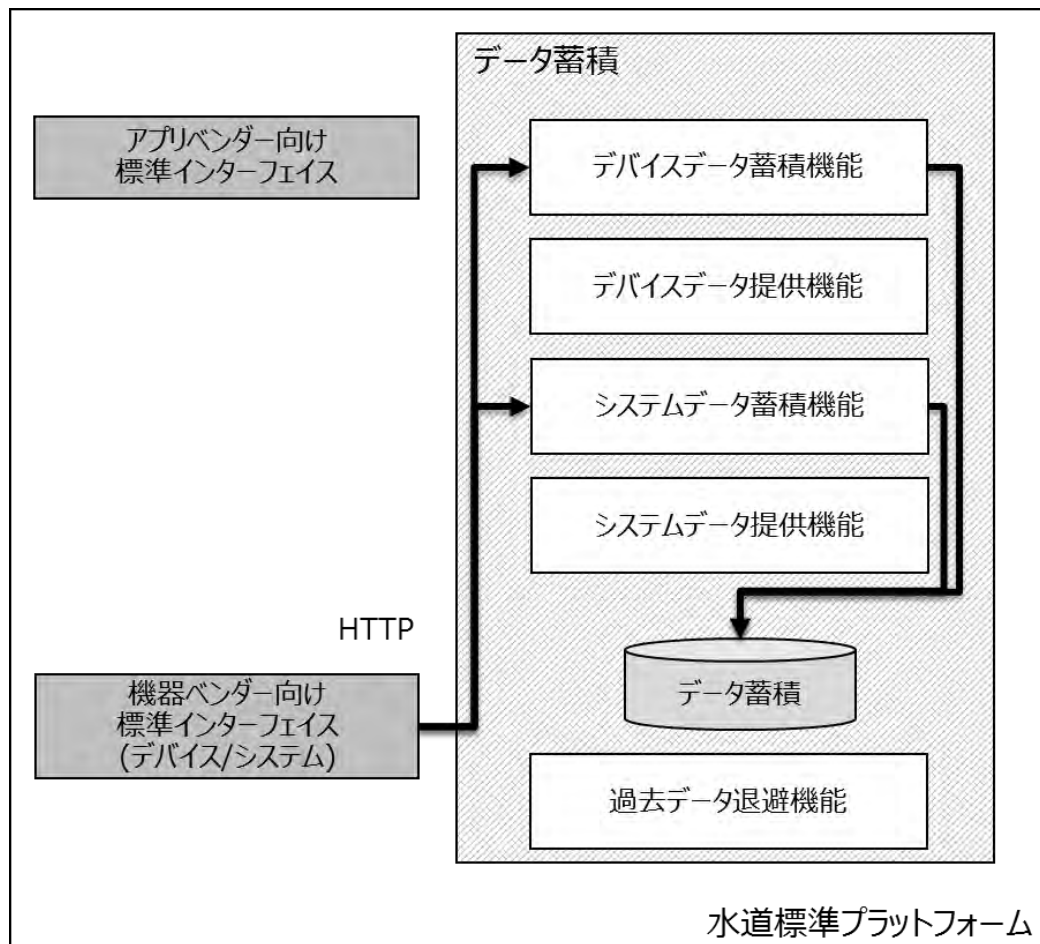 データ蓄積
アプリベンダー向け
標準インターフェイス
デバイスデータ蓄積機能
デバイスデータ提供機能
システムデータ蓄積機能
システムデータ提供機能
HTTP
機器ベンダー向け
標準インターフェイス
(デバイス/システム)
データ蓄積
過去データ退避機能
水道標準プラットフォーム